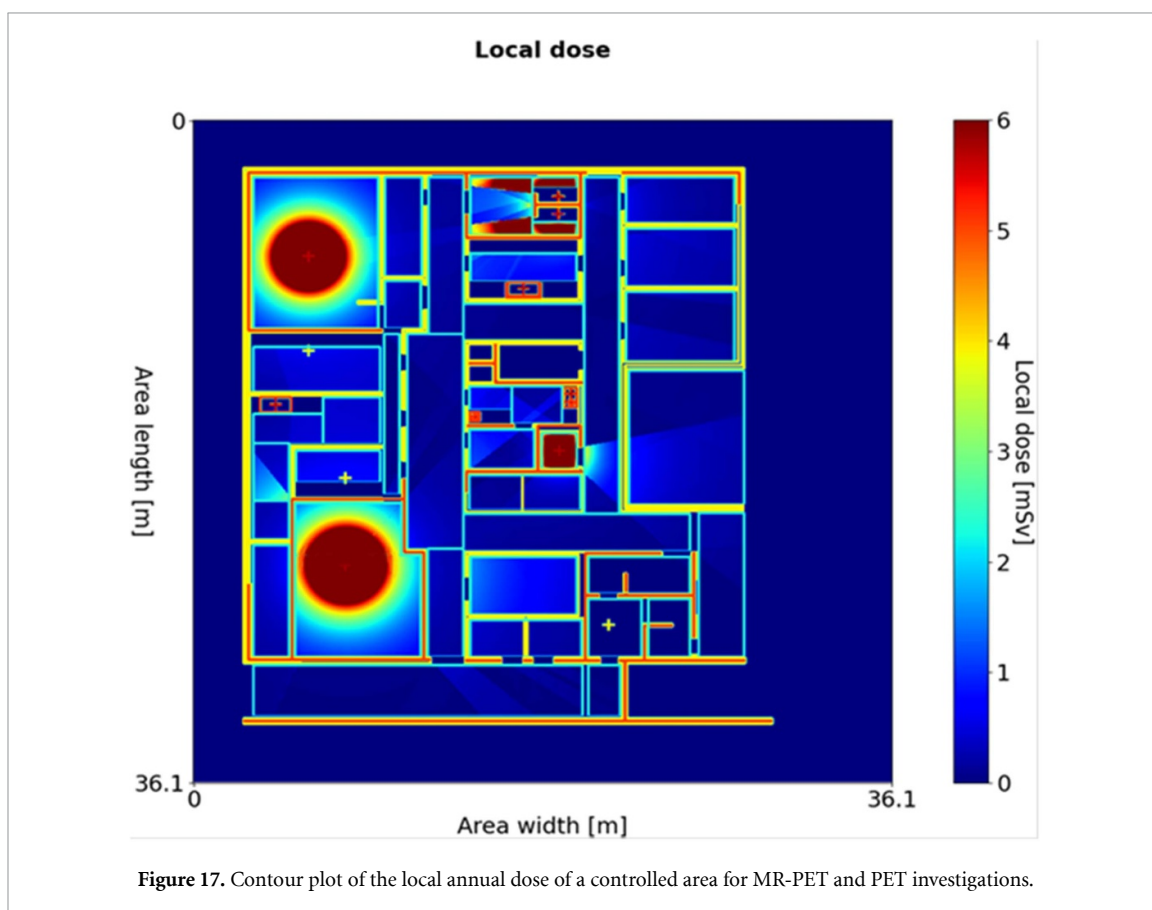 Local dose
0
6
5
4
3
2
1
0
Local dose [mSv]
Area length [m]
36.1
0
36.1
Area width [m]
Figure 17. Contour plot of the local annual dose of a controlled area for MR-PET and PET investigations.